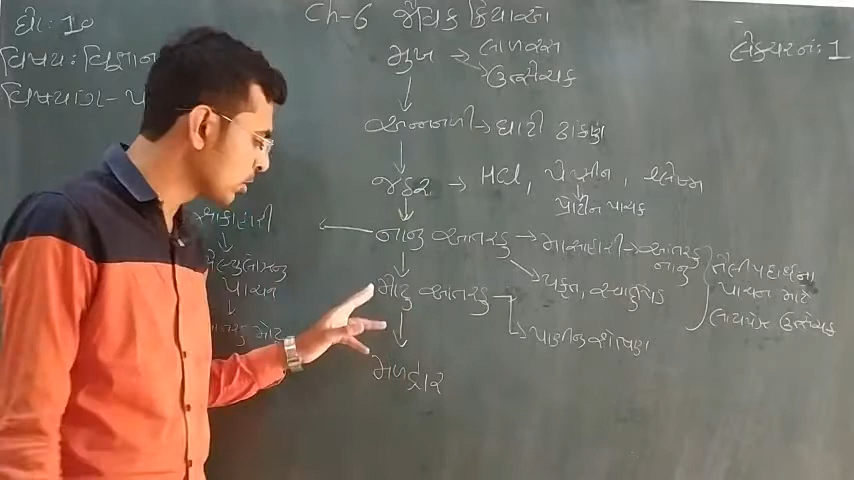 ધો: 10
Ch-6 જૈવિક ક્રિયાઓ
વિષય: વિજ્ઞાન
લેક્ચર નં: 1
મુખ → લાળરસ
→ ઉત્સેચક
↓
અન્નનળી → ઘાંટી ઢાંકણ
↓
જઠર → HCl, પેપ્સીન, શ્લેષ્મ
↓ પ્રોટીન પાચક
← નાનુ આંતરડુ → માંસાહારી → આંતરડુ નાનુ
→ યકૃત, સ્વાદુપિંડ
તૈલી પદાર્થના
પાચન માટે
લાયપેઝ ઉત્સેચક
↓
મોટુ આંતરડુ
→ પાણીનુ શોષણ
↓
મળદ્વાર
પાચન